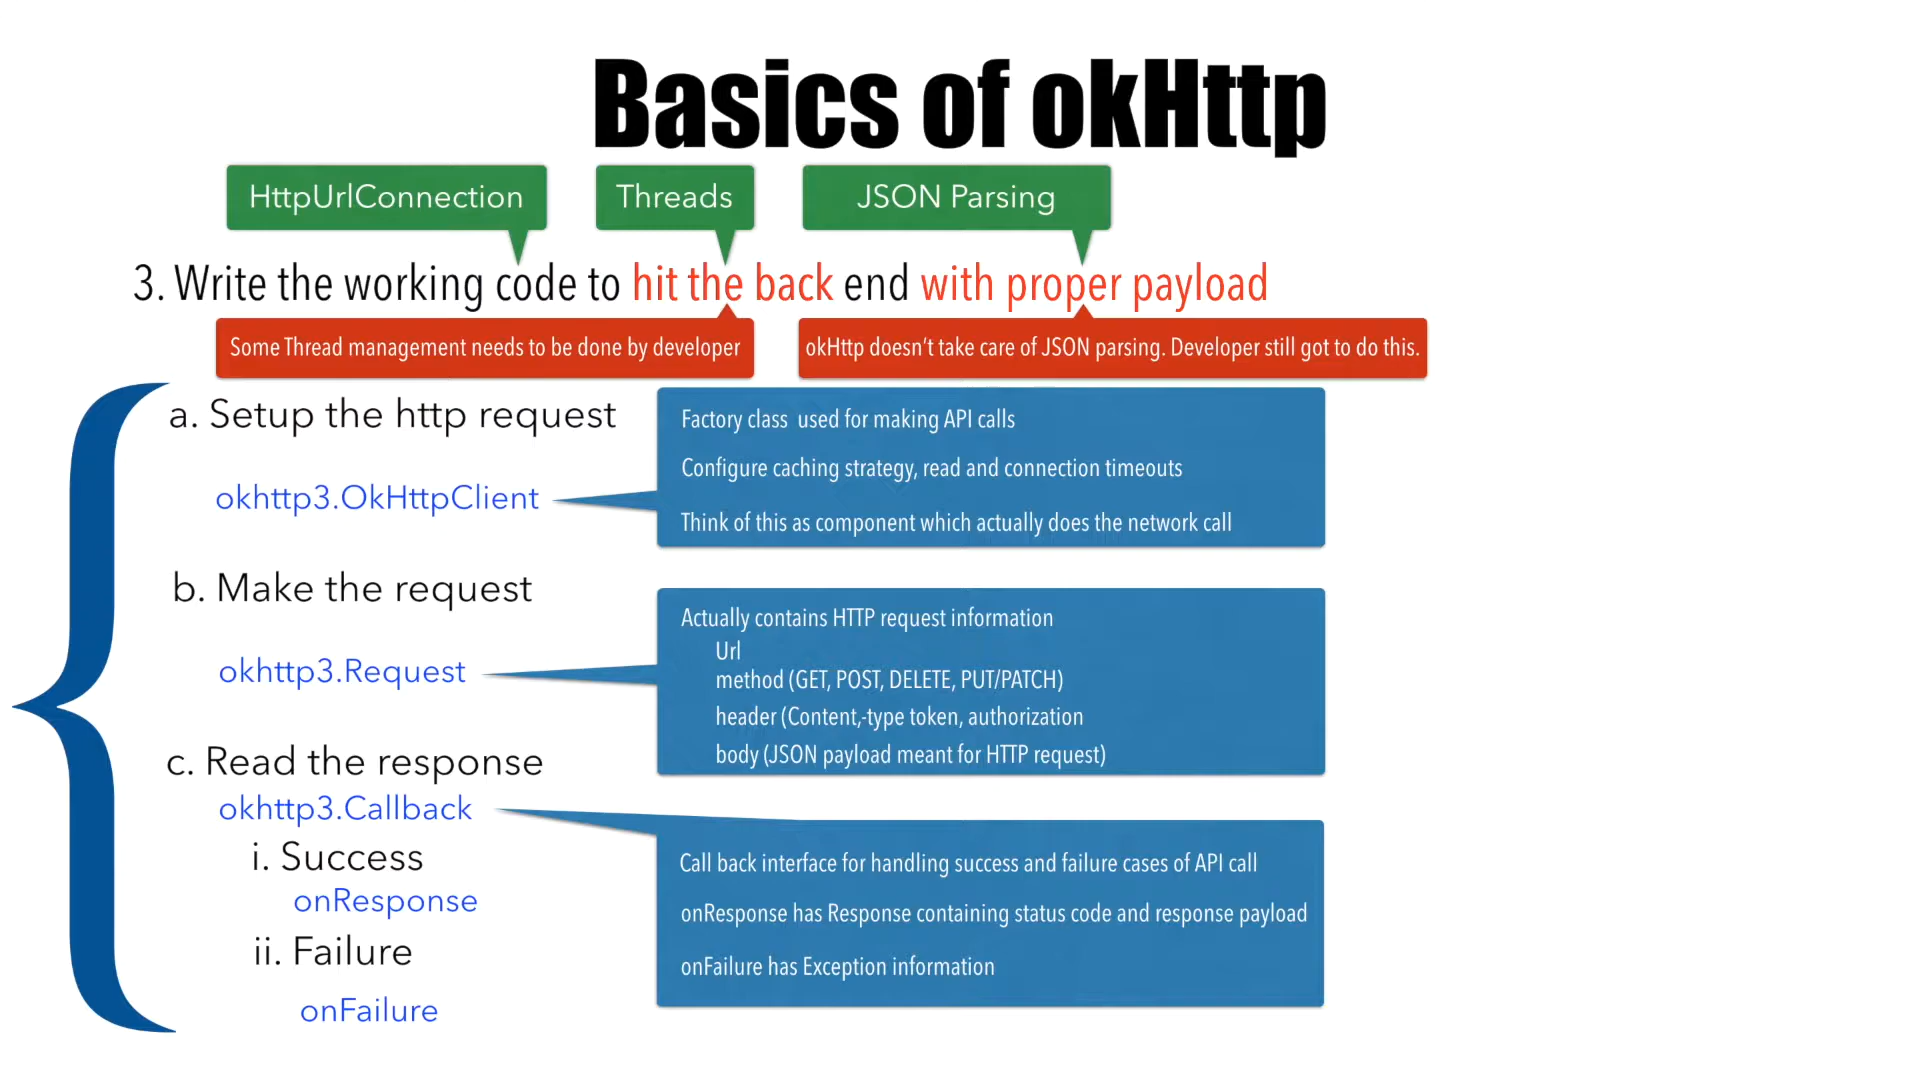 Basics of okHttp
HttpUrlConnection
Threads
JSON Parsing
3. Write the working code to hit the back end with proper payload
Some Thread management needs to be done by developer
okHttp doesn't take care of JSON parsing. Developer still got to do this.
a. Setup the http request
okhttp3.OkHttpClient
Factory class used for making API calls
Configure caching strategy, read and connection timeouts
Think of this as component which actually does the network call
b. Make the request
okhttp3.Request
Actually contains HTTP request information
Url
method (GET, POST, DELETE, PUT/PATCH)
header (Content,-type token, authorization
body (JSON payload meant for HTTP request)
c. Read the response
okhttp3.Callback
i. Success
onResponse
ii. Failure
onFailure
Call back interface for handling success and failure cases of API call
onResponse has Response containing status code and response payload
onFailure has Exception information